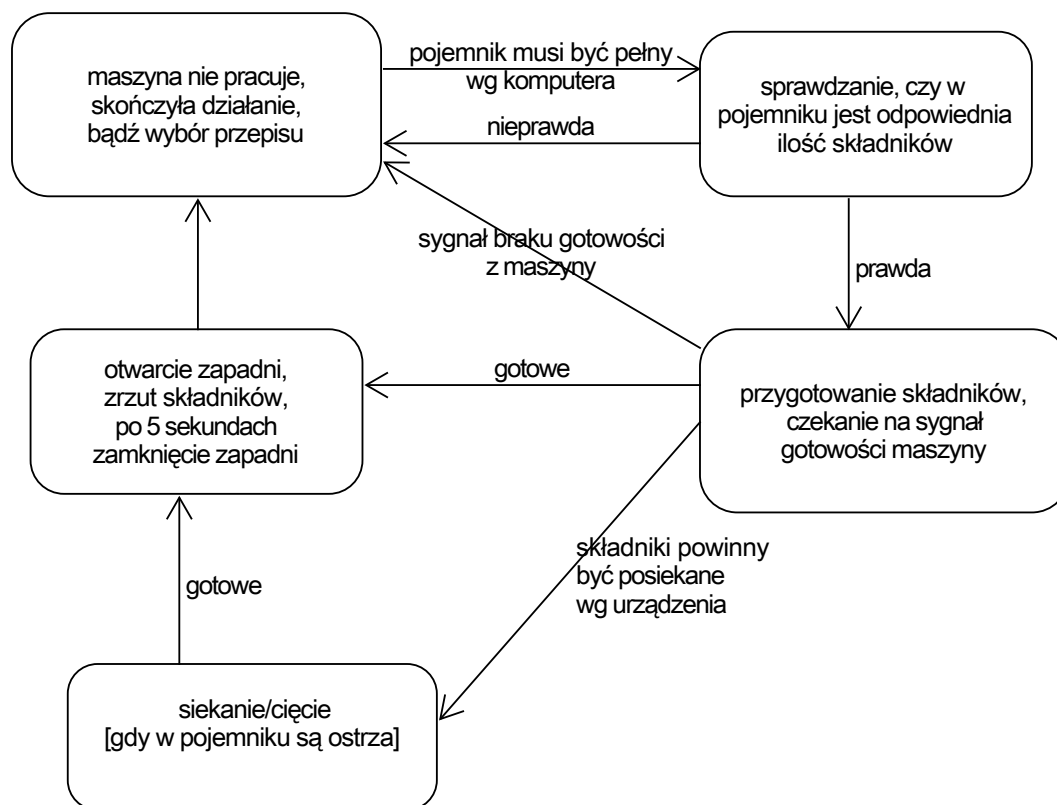 maszyna nie pracuje,
skończyła działanie,
bądź wybór przepisu
pojemnik musi być pełny
wg komputera
nieprawda
sprawdzanie, czy w
pojemniku jest odpowiednia
ilość składników
sygnał braku gotowości
z maszyny
prawda
otwarcie zapadni,
zrzut składników,
po 5 sekundach
zamknięcie zapadni
gotowe
przygotowanie składników,
czekanie na sygnał
gotowości maszyny
składniki powinny
być posiekane
wg urządzenia
gotowe
siekanie/cięcie
[gdy w pojemniku są ostrza]